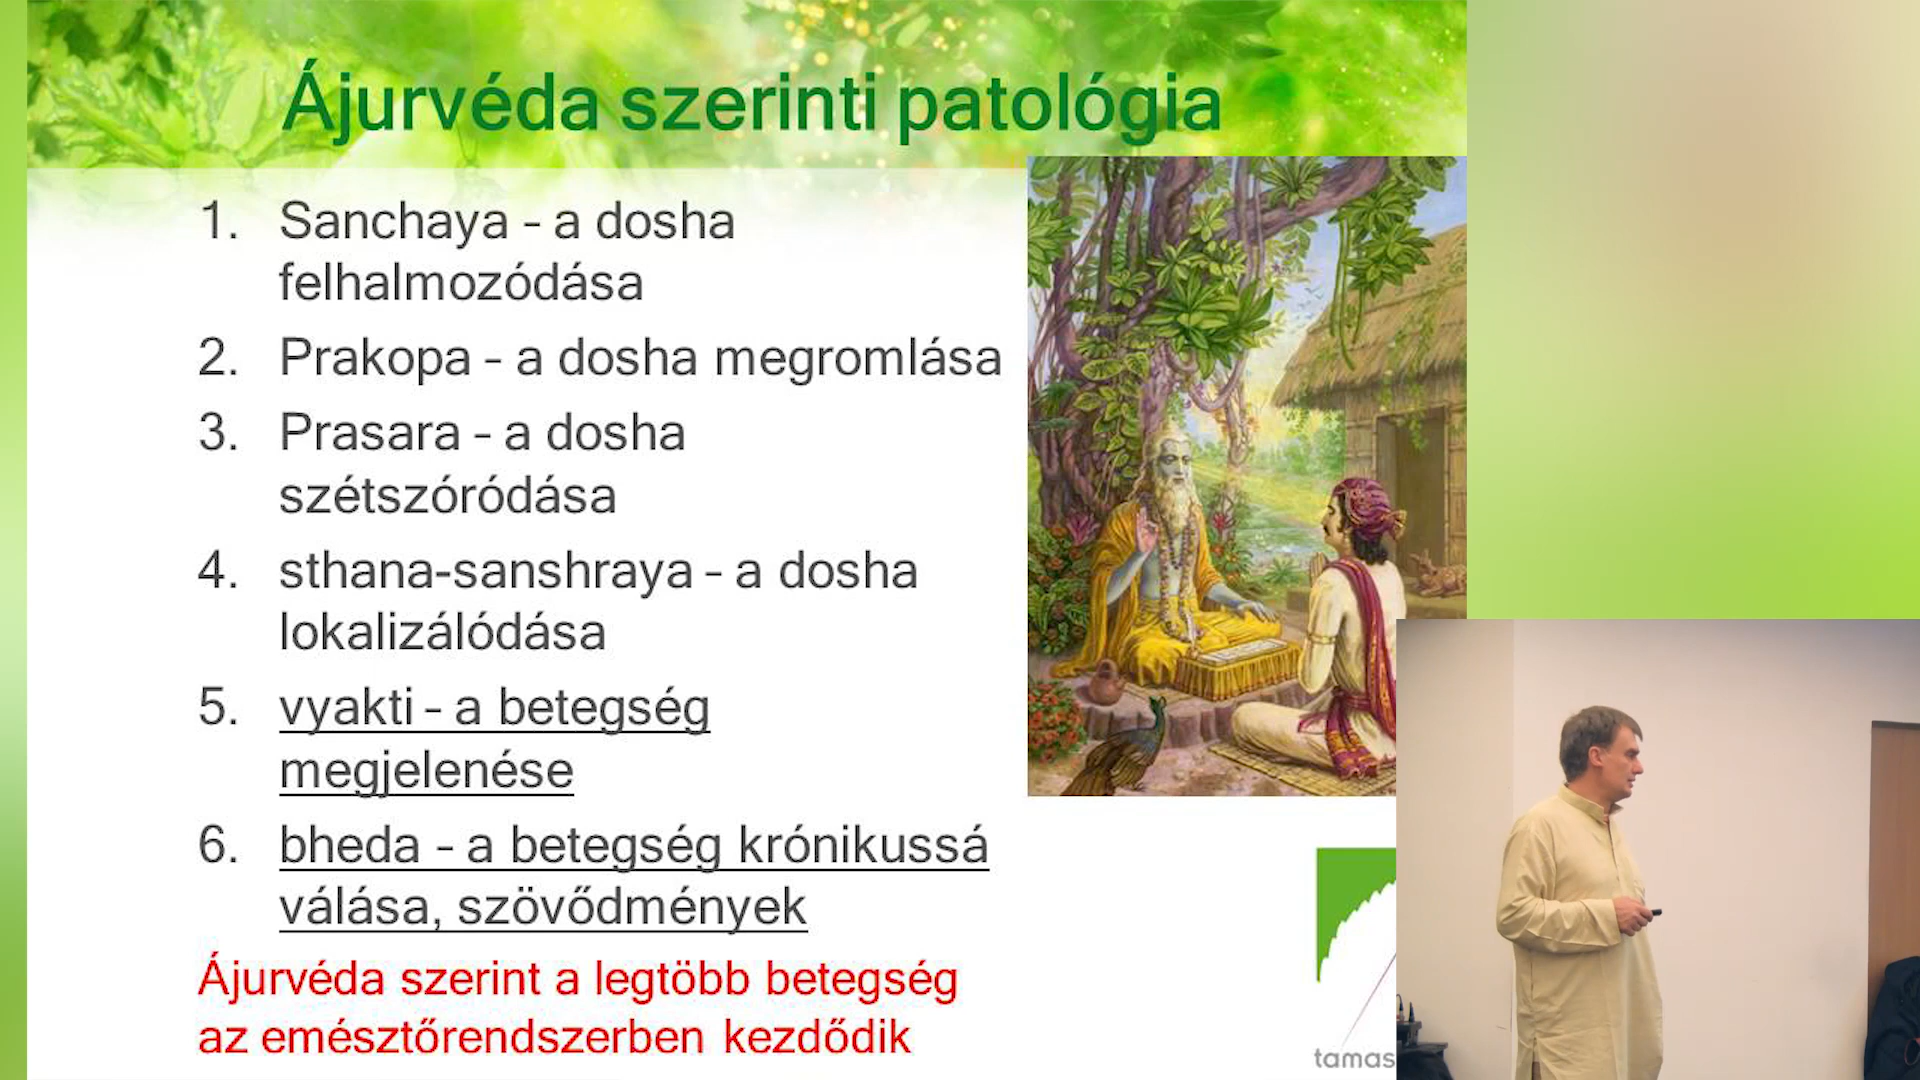 Ájurvéda szerinti patológia
1. Sanchaya – a dosha
felhalmozódása
2. Prakopa – a dosha megromlása
3. Prasara – a dosha
szétszóródása
4. sthana-sanshraya – a dosha
lokalizálódása
5. vyakti – a betegség
megjelenése
6. bheda – a betegség krónikussá
válása, szövődmények
Ájurvéda szerint a legtöbb betegség
az emésztőrendszerben kezdődik
tamas